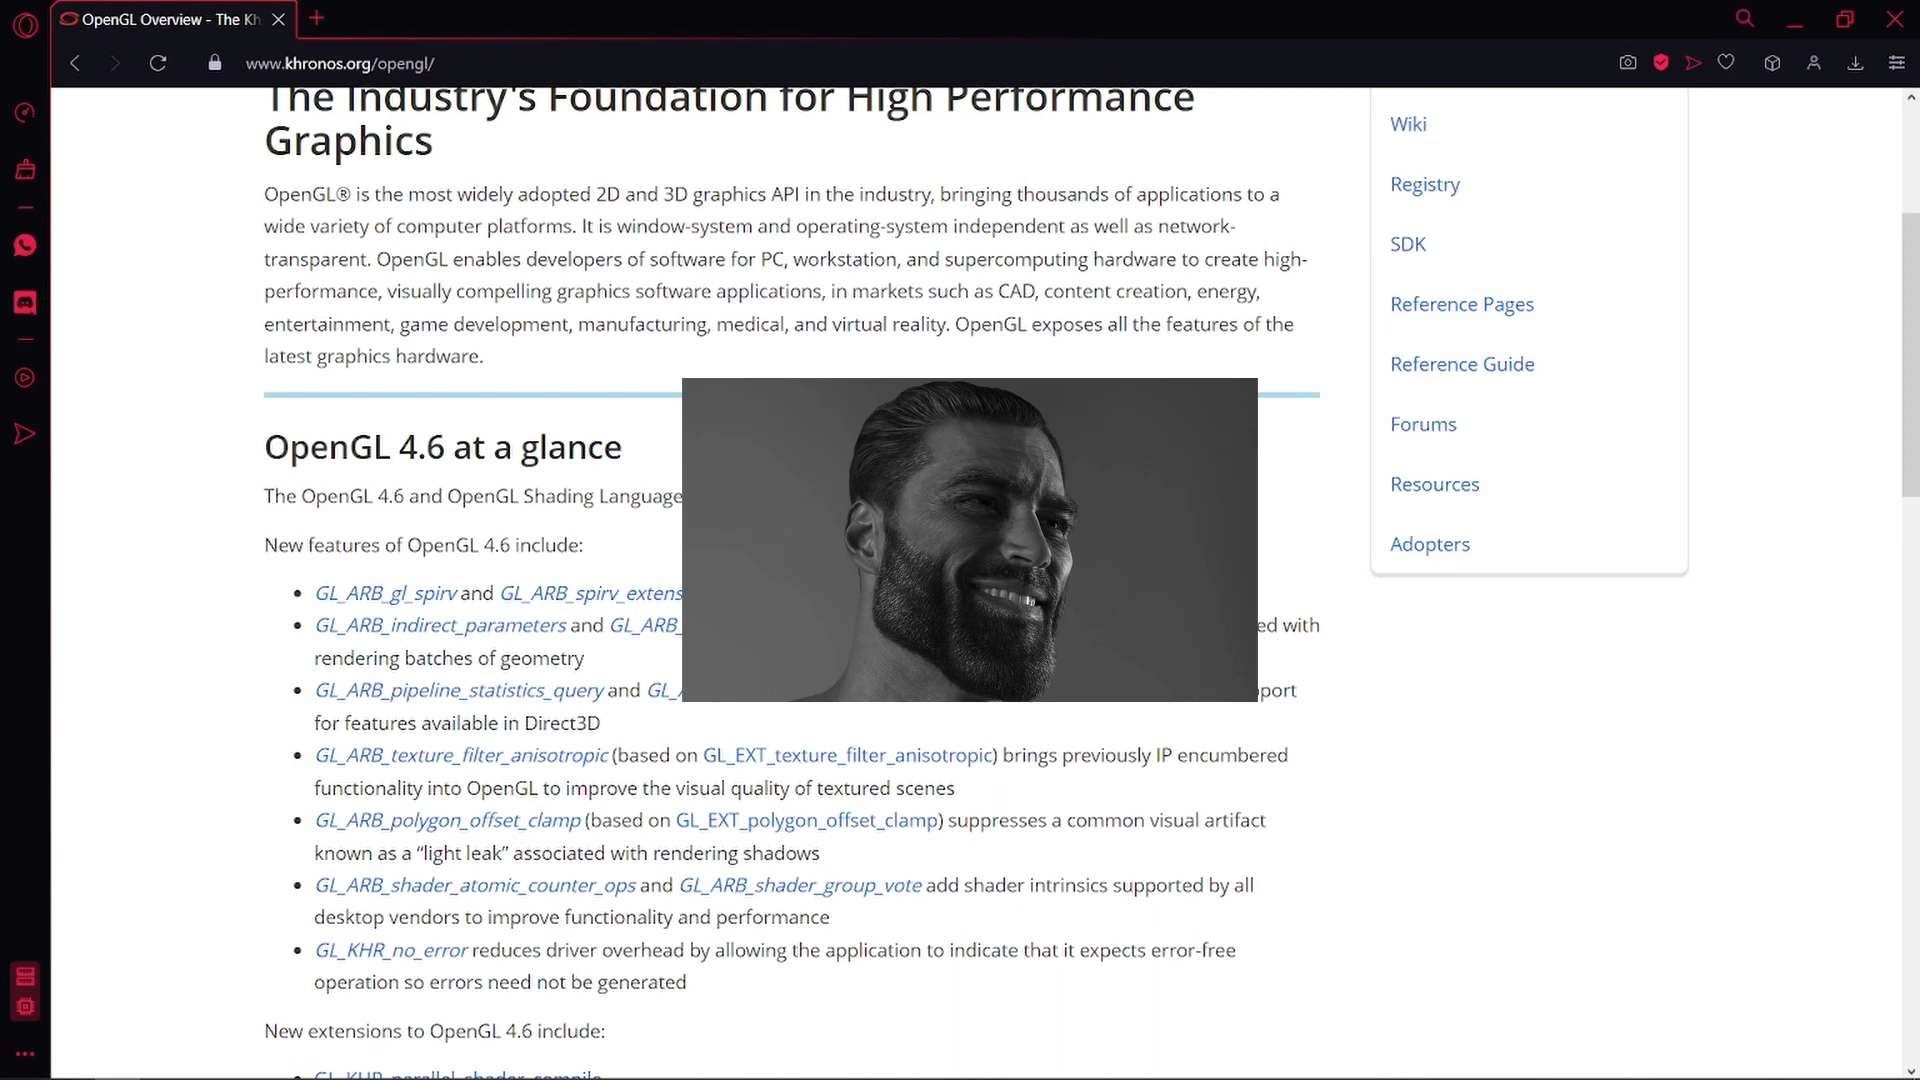 OpenGL Overview - The Kh
www.khronos.org/opengl/
The Industry's Foundation for High Performance
Graphics
OpenGL® is the most widely adopted 2D and 3D graphics API in the industry, bringing thousands of applications to a
wide variety of computer platforms. It is window-system and operating-system independent as well as network-
transparent. OpenGL enables developers of software for PC, workstation, and supercomputing hardware to create high-
performance, visually compelling graphics software applications, in markets such as CAD, content creation, energy,
entertainment, game development, manufacturing, medical, and virtual reality. OpenGL exposes all the features of the
latest graphics hardware.
OpenGL 4.6 at a glance
The OpenGL 4.6 and OpenGL Shading Language
New features of OpenGL 4.6 include:
GL_ARB_gl_spirv and GL_ARB_spirv_extens
GL_ARB_indirect_parameters and GL_ARB_ ed with
rendering batches of geometry
GL_ARB_pipeline_statistics_query and GL_ port
for features available in Direct3D
GL_ARB_texture_filter_anisotropic (based on GL_EXT_texture_filter_anisotropic) brings previously IP encumbered
functionality into OpenGL to improve the visual quality of textured scenes
GL_ARB_polygon_offset_clamp (based on GL_EXT_polygon_offset_clamp) suppresses a common visual artifact
known as a “light leak” associated with rendering shadows
GL_ARB_shader_atomic_counter_ops and GL_ARB_shader_group_vote add shader intrinsics supported by all
desktop vendors to improve functionality and performance
GL_KHR_no_error reduces driver overhead by allowing the application to indicate that it expects error-free
operation so errors need not be generated
New extensions to OpenGL 4.6 include:
GL_KHR_parallel_shader_compile
Wiki
Registry
SDK
Reference Pages
Reference Guide
Forums
Resources
Adopters